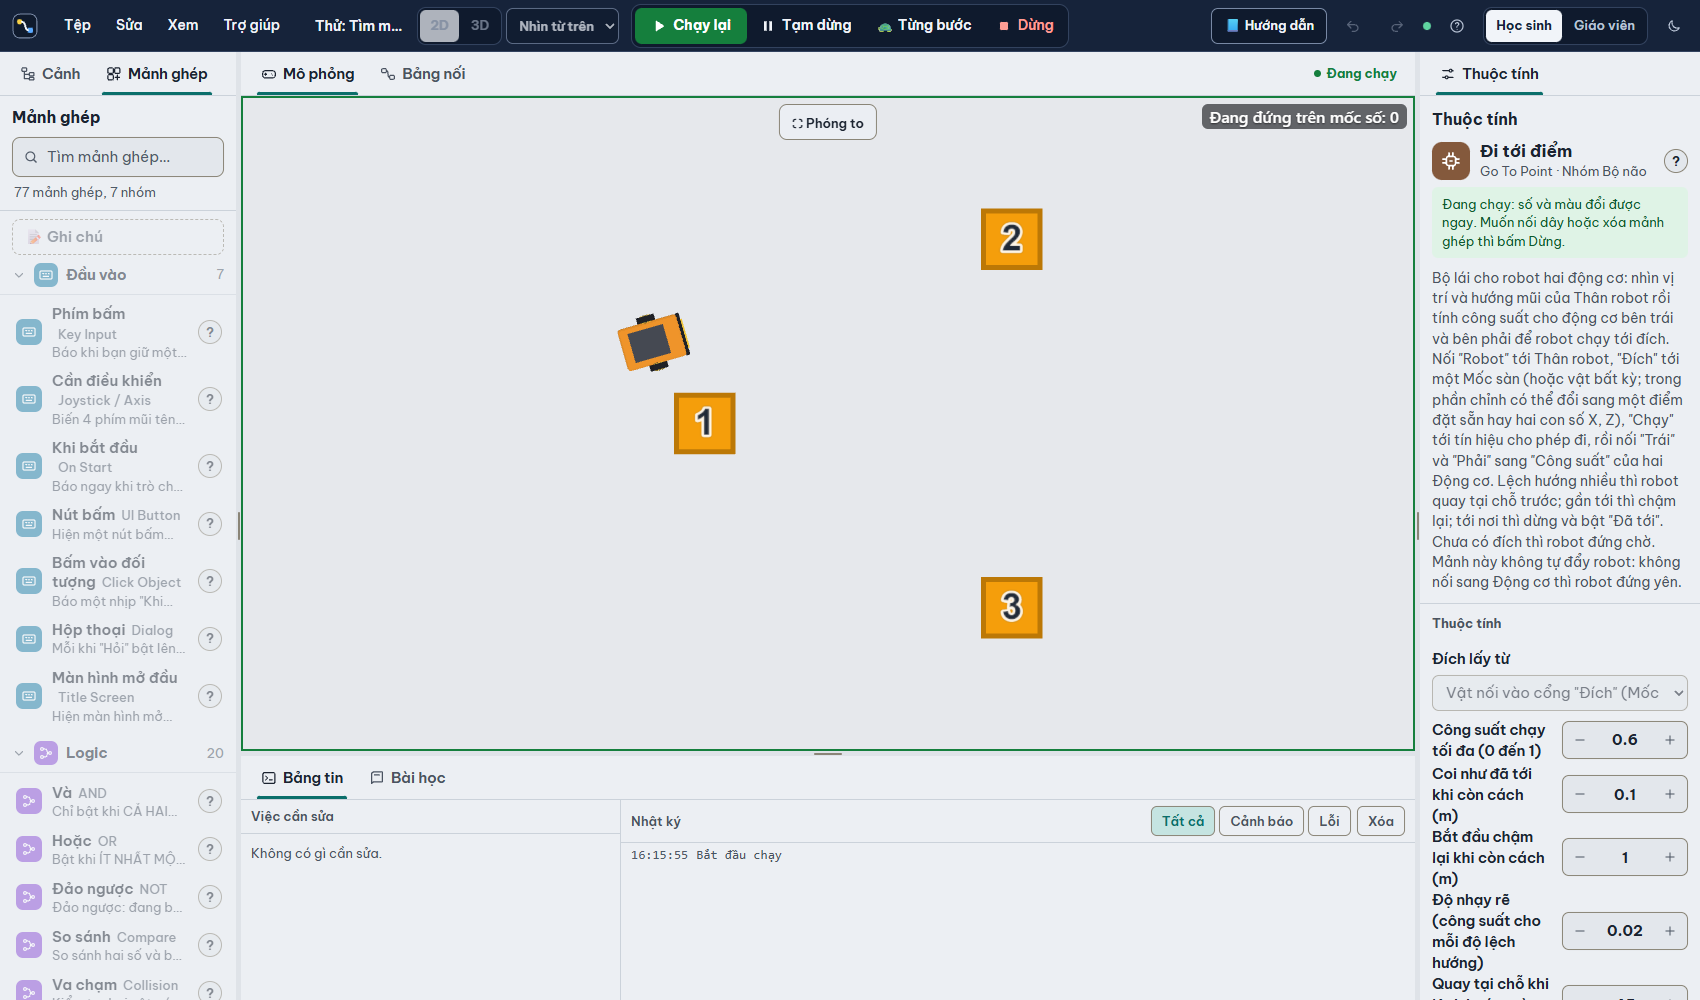 Tệp
Sửa
Xem
Trợ giúp
Thử: Tìm m...
2D
3D
Nhìn từ trên
Chạy lại
Tạm dừng
Từng bước
Dừng
Hướng dẫn
Học sinh
Giáo viên
Cảnh
Mảnh ghép
Mảnh ghép
Tìm mảnh ghép...
77 mảnh ghép, 7 nhóm
Ghi chú
Đầu vào 7
Phím bấm
Key Input
Báo khi bạn giữ một...
?
Cần điều khiển
Joystick / Axis
Biến 4 phím mũi tên...
?
Khi bắt đầu
On Start
Báo ngay khi trò ch...
?
Nút bấm UI Button
Hiện một nút bấm...
?
Bấm vào đối
tượng Click Object
Báo một nhịp "Khi...
?
Hộp thoại Dialog
Mỗi khi "Hỏi" bật lên...
?
Màn hình mở đầu
Title Screen
Hiện màn hình mở...
?
Logic 20
Và AND
Chỉ bật khi CẢ HAI...
?
Hoặc OR
Bật khi ÍT NHẤT MỘ...
?
Đảo ngược NOT
Đảo ngược: đang b...
?
So sánh Compare
So sánh hai số và b...
?
Va chạm Collision
?
Mô phỏng
Bảng nối
Đang chạy
Phóng to
Đang đứng trên mốc số: 0
2
1
3
Bảng tin
Bài học
Việc cần sửa
Không có gì cần sửa.
Nhật ký
Tất cả
Cảnh báo
Lỗi
Xóa
16:15:55 Bắt đầu chạy
Thuộc tính
Thuộc tính
Đi tới điểm
Go To Point · Nhóm Bộ não
?
Đang chạy: số và màu đổi được
ngay. Muốn nối dây hoặc xóa mảnh
ghép thì bấm Dừng.
Bộ lái cho robot hai động cơ: nhìn vị
trí và hướng mũi của Thân robot rồi
tính công suất cho động cơ bên trái
và bên phải để robot chạy tới đích.
Nối "Robot" tới Thân robot, "Đích" tới
một Mốc sàn (hoặc vật bất kỳ; trong
phần chỉnh có thể đổi sang một điểm
đặt sẵn hay hai con số X, Z), "Chạy"
tới tín hiệu cho phép đi, rồi nối "Trái"
và "Phải" sang "Công suất" của hai
Động cơ. Lệch hướng nhiều thì robot
quay tại chỗ trước; gần tới thì chậm
lại; tới nơi thì dừng và bật "Đã tới".
Chưa có đích thì robot đứng chờ.
Mảnh này không tự đẩy robot: không
nối sang Động cơ thì robot đứng yên.
Thuộc tính
Đích lấy từ
Vật nối vào cổng "Đích" (Mốc
Công suất chạy
tối đa (0 đến 1)
− 0.6 +
Coi như đã tới
khi còn cách
(m)
− 0.1 +
Bắt đầu chậm
lại khi còn cách
(m)
− 1 +
Độ nhạy rẽ
(công suất cho
mỗi độ lệch
hướng)
− 0.02 +
Quay tại chỗ khi